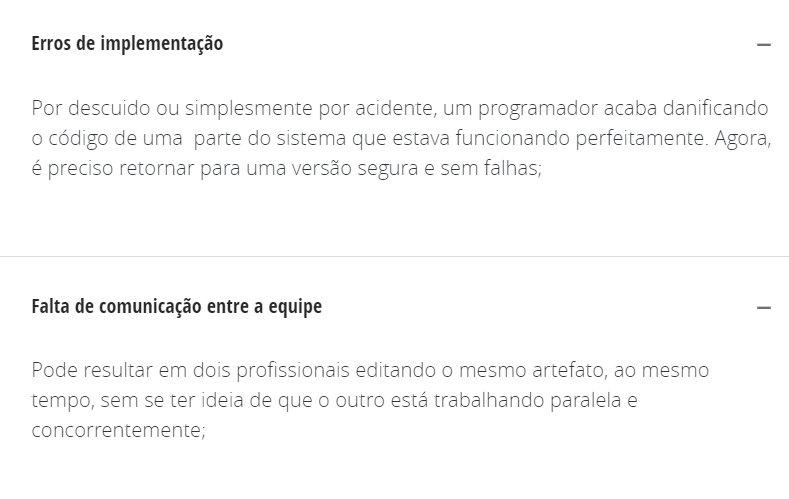 Erros de implementação
Por descuido ou simplesmente por acidente, um programador acaba danificando
o código de uma  parte do sistema que estava funcionando perfeitamente. Agora,
é preciso retornar para uma versão segura e sem falhas;
Falta de comunicação entre a equipe
Pode resultar em dois profissionais editando o mesmo artefato, ao mesmo
tempo, sem se ter ideia de que o outro está trabalhando paralela e
concorrentemente;